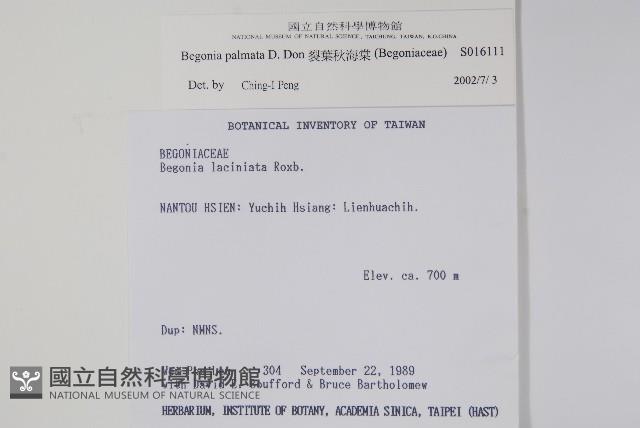 國立自然科學博物館
NATIONAL MUSEUM OF NATURAL SCIENCE, TAICHUNG, TAIWAN, R.O.CHINA
Begonia palmata D. Don 裂葉秋海棠 (Begoniaceae) S016111
Det. by Ching-I Peng 2002/7/3
BOTANICAL INVENTORY OF TAIWAN
BEGONIACEAE
Begonia laciniata Roxb.
NANTOU HSIEN: Yuchih Hsiang: Lienhuachih.
Elev. ca. 700 m
Dup: NMNS.
304 September 22, 1989
with David E. Boufford & Bruce Bartholomew
國立自然科學博物館
NATIONAL MUSEUM OF NATURAL SCIENCE
HERBARIUM, INSTITUTE OF BOTANY, ACADEMIA SINICA, TAIPEI (HAST)